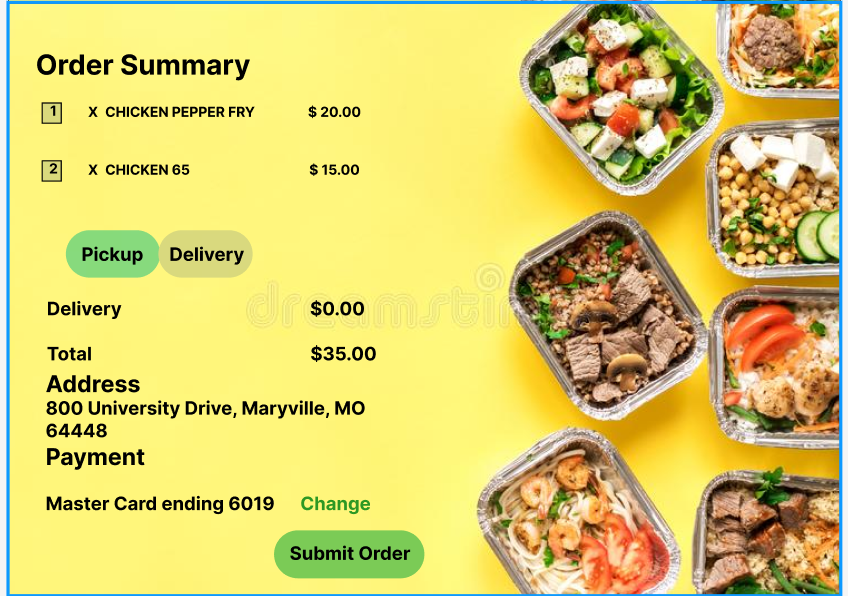 Order Summary
1 X CHICKEN PEPPER FRY $ 20.00
2 X CHICKEN 65 $ 15.00
Pickup Delivery
Delivery $0.00
dreamstim
Total $35.00
Address
800 University Drive, Maryville, MO
64448
Payment
Master Card ending 6019 Change
Submit Order